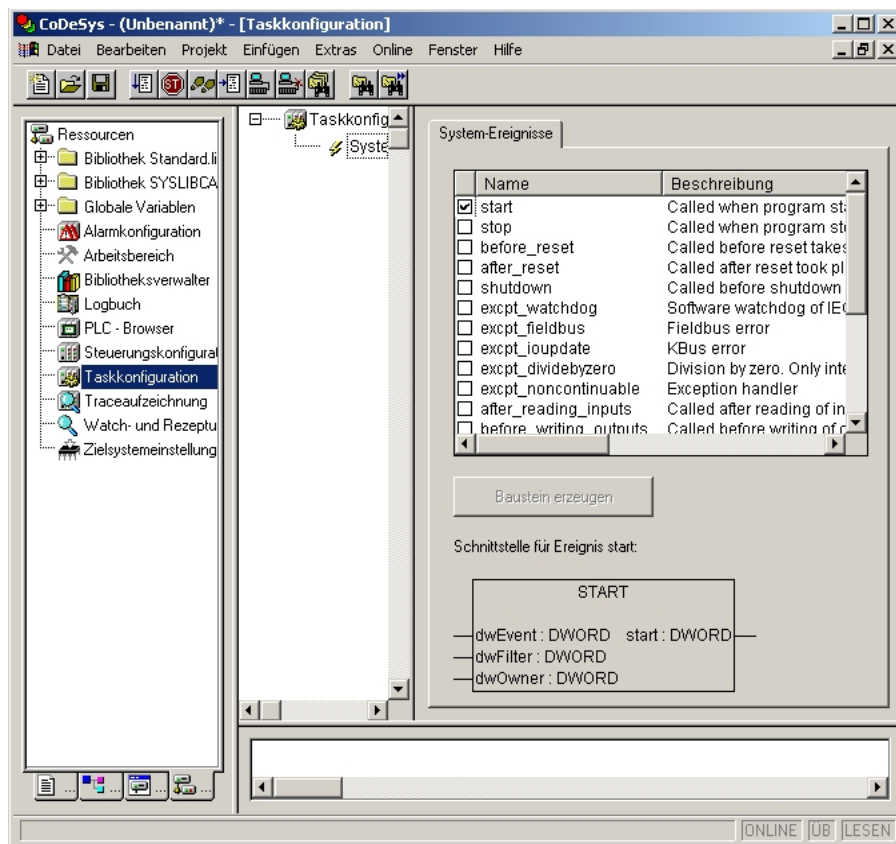 CoDeSys - (Unbenannt)* - [Taskkonfiguration]
Datei Bearbeiten Projekt Einfügen Extras Online Fenster Hilfe
Ressourcen
Bibliothek Standard.li
Bibliothek SYSLIBCA
Globale Variablen
Alarmkonfiguration
Arbeitsbereich
Bibliotheksverwalter
Logbuch
PLC - Browser
Steuerungskonfigurat
Taskkonfiguration
Traceaufzeichnung
Watch- und Rezeptu
Zielsystemeinstellung
Taskkonfig
Syste
System-Ereignisse
Name Beschreibung
start Called when program sta
stop Called when program sto
before_reset Called before reset takes
after_reset Called after reset took pl
shutdown Called before shutdown
excpt_watchdog Software watchdog of IEC
excpt_fieldbus Fieldbus error
excpt_ioupdate KBus error
excpt_dividebyzero Division by zero. Only inte
excpt_noncontinuable Exception handler
after_reading_inputs Called after reading of in
before_writing_outputs Called before writing of o
Baustein erzeugen
Schnittstelle für Ereignis start:
START
dwEvent : DWORD start : DWORD
dwFilter : DWORD
dwOwner : DWORD
... ... ... ...
ONLINE ÜB LESEN